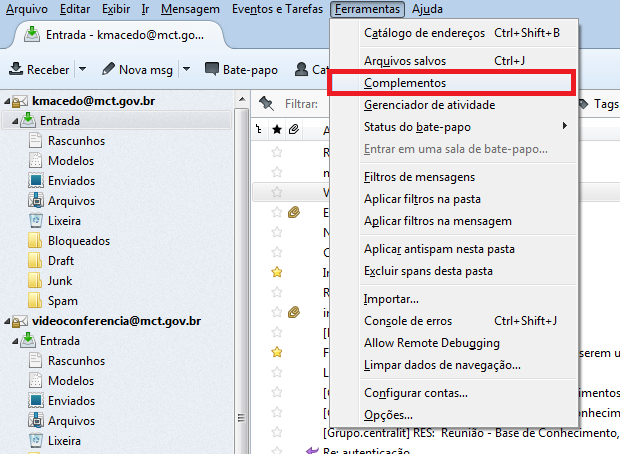 Arquivo Editar Exibir Ir Mensagem Eventos e Tarefas Ferramentas Ajuda
Entrada - kmacedo@mct.go...
Receber Nova msg Bate-papo Cat
kmacedo@mct.gov.br
Entrada
Rascunhos
Modelos
Enviados
Arquivos
Lixeira
Bloqueados
Draft
Junk
Spam
videoconferencia@mct.gov.br
Entrada
Rascunhos
Modelos
Enviados
Arquivos
Lixeira
Filtrar:
Tags
A
R
n
V
E
N
C
In
R
in
[I
F
serem u
L
[G
cimentos
[G
onhecim
[Grupo.centralit] RES: Reunião - Base de Conhecimento,
Re: autenticação
Catálogo de endereços Ctrl+Shift+B
Arquivos salvos Ctrl+J
Complementos
Gerenciador de atividade
Status do bate-papo
Entrar em uma sala de bate-papo...
Filtros de mensagens
Aplicar filtros na pasta
Aplicar filtros na mensagem
Aplicar antispam nesta pasta
Excluir spans desta pasta
Importar...
Console de erros Ctrl+Shift+J
Allow Remote Debugging
Limpar dados de navegação...
Configurar contas...
Opções...